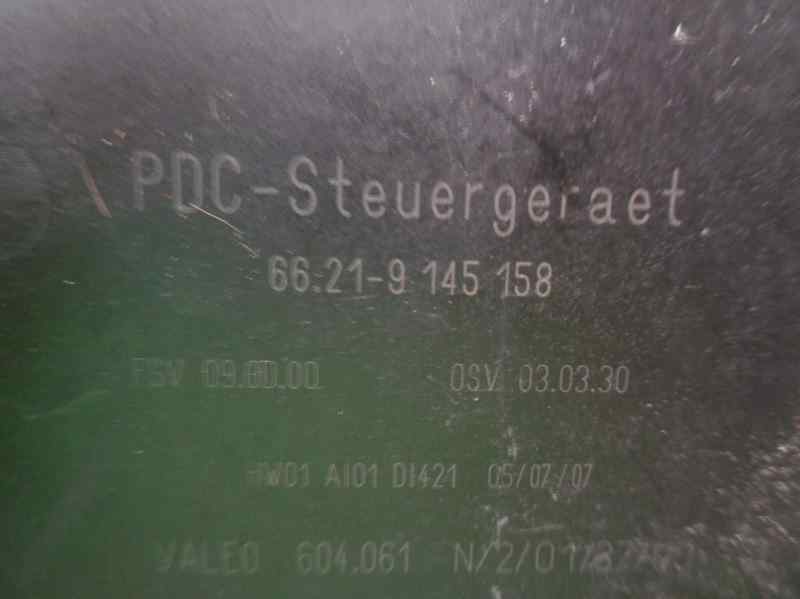 PDC-Steuergeraet
66.21-9 145 158
FSV 09.80.00 OSV 03.03.30
HW01 AI01 DI421 05/07/07
VALEO 604.061